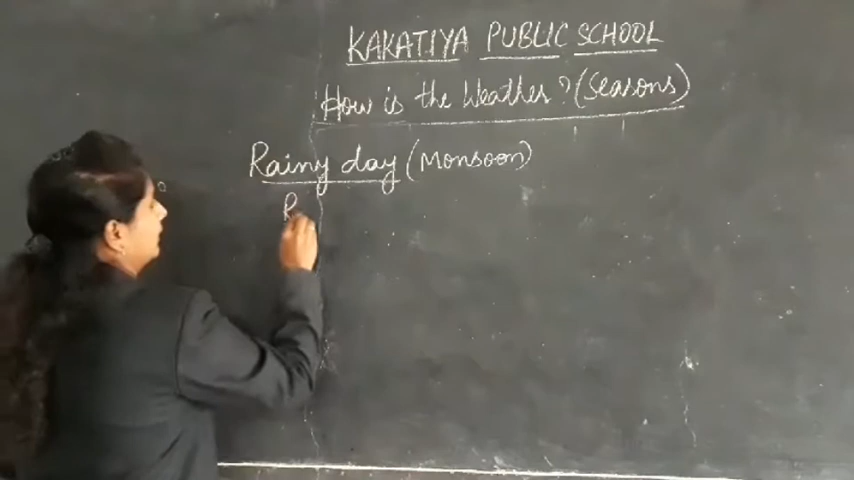 KAKATIYA PUBLIC SCHOOL
How is the Weather? (Seasons)
Rainy day (Monsoon)
R